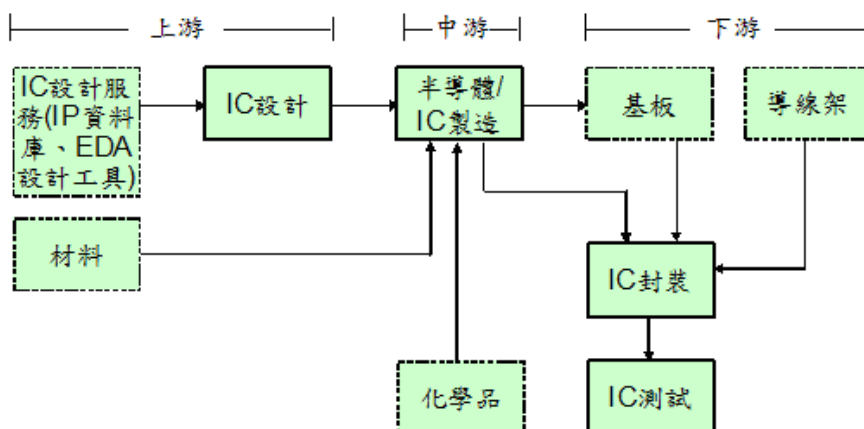 上游
中游
下游
IC設計服
務(IP資料
庫、EDA
設計工具)
IC設計
半導體/
IC製造
基板
導線架
材料
IC封裝
化學品
IC測試